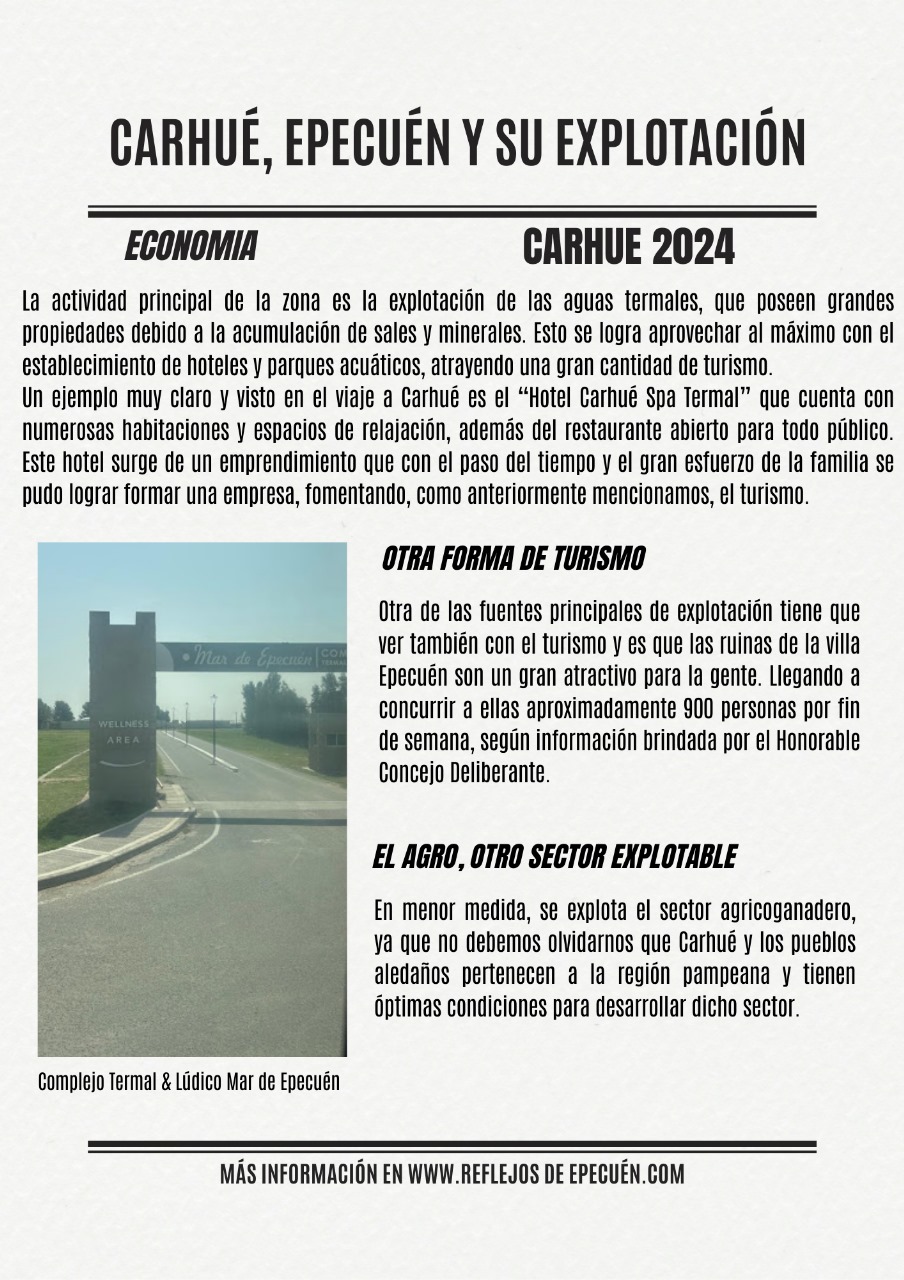 CARHUÉ, EPECUÉN Y SU EXPLOTACIÓN
ECONOMIA
CARHUE 2024
La actividad principal de la zona es la explotación de las aguas termales, que poseen grandes
propiedades debido a la acumulación de sales y minerales. Esto se logra aprovechar al máximo con el
establecimiento de hoteles y parques acuáticos, atrayendo una gran cantidad de turismo.
Un ejemplo muy claro y visto en el viaje a Carhué es el “Hotel Carhué Spa Termal” que cuenta con
numerosas habitaciones y espacios de relajación, además del restaurante abierto para todo público.
Este hotel surge de un emprendimiento que con el paso del tiempo y el gran esfuerzo de la familia se
pudo lograr formar una empresa, fomentando, como anteriormente mencionamos, el turismo.
Mar de Epecuén
WELLNESS
AREA
Complejo Termal & Lúdico Mar de Epecuén
OTRA FORMA DE TURISMO
Otra de las fuentes principales de explotación tiene que
ver también con el turismo y es que las ruinas de la villa
Epecuén son un gran atractivo para la gente. Llegando a
concurrir a ellas aproximadamente 900 personas por fin
de semana, según información brindada por el Honorable
Concejo Deliberante.
EL AGRO, OTRO SECTOR EXPLOTABLE
En menor medida, se explota el sector agricoganadero,
ya que no debemos olvidarnos que Carhué y los pueblos
aledaños pertenecen a la región pampeana y tienen
óptimas condiciones para desarrollar dicho sector.
MÁS INFORMACIÓN EN WWW.REFLEJOS DE EPECUÉN.COM